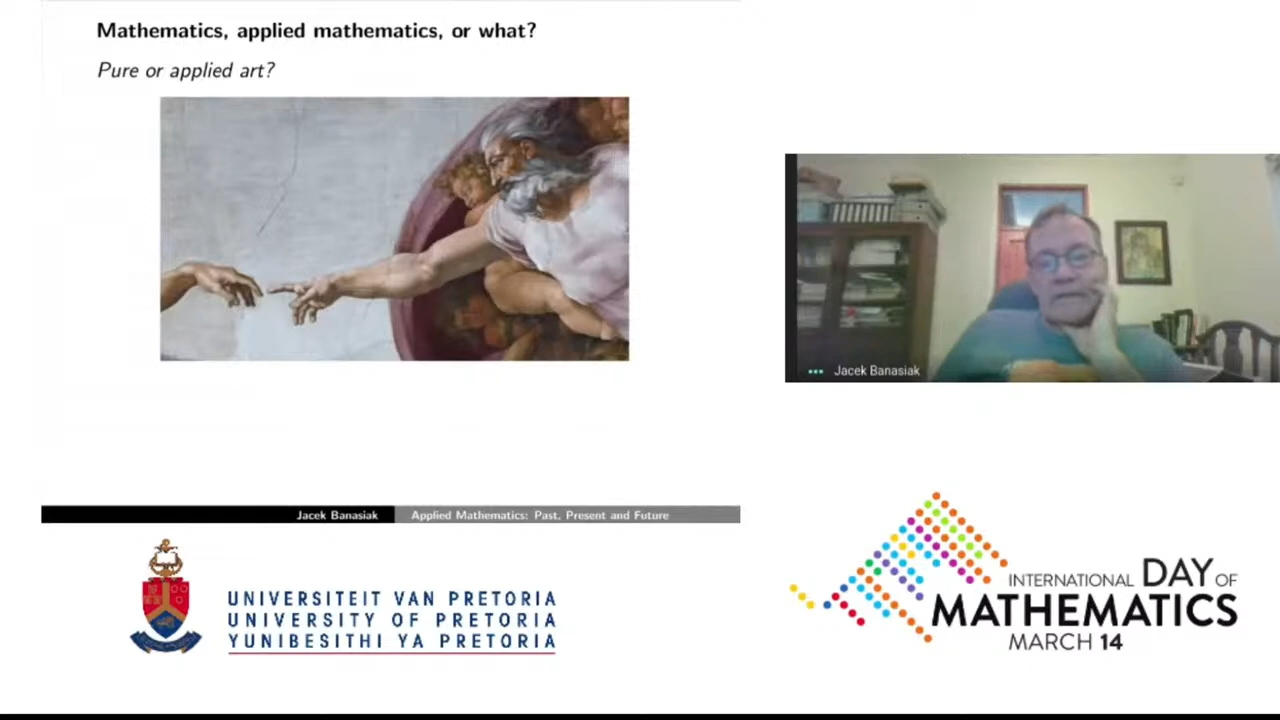 Mathematics, applied mathematics, or what?
Pure or applied art?
Jacek Banasiak
Jacek Banasiak Applied Mathematics: Past, Present and Future
UNIVERSITEIT VAN PRETORIA
UNIVERSITY OF PRETORIA
YUNIBESITHI YA PRETORIA
INTERNATIONAL DAY OF
MATHEMATICS
MARCH 14